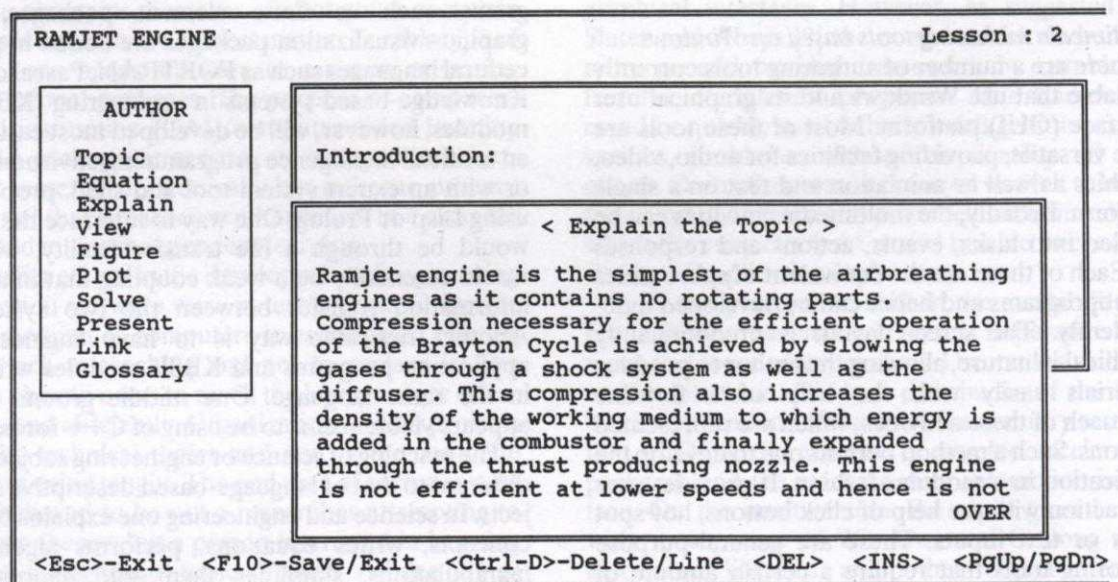 RAMJET ENGINE
Lesson : 2
AUTHOR
Topic
Equation
Explain
View
Figure
Plot
Solve
Present
Library
Glossary
Introduction:
< Explain the Topic >
Ramjet engine is the simplest of the airbreathing
engines as it contains no rotating parts.
Compression necessary for the efficient operation
of the Brayton Cycle is achieved by slowing the
gases through a shock system as well as the
diffuser. This compression also increases the
density of the working medium to which energy is
odded in the combustor and finally expanded
through the thrust producing nozzle. This engine
is not efficient at lower speeds and hence is not
OVER
<Esc>-Exit <F10>-Save/Exit <Ctrl-D>-Delete/Line <DEL> <INS> <PgUp/PgDn>